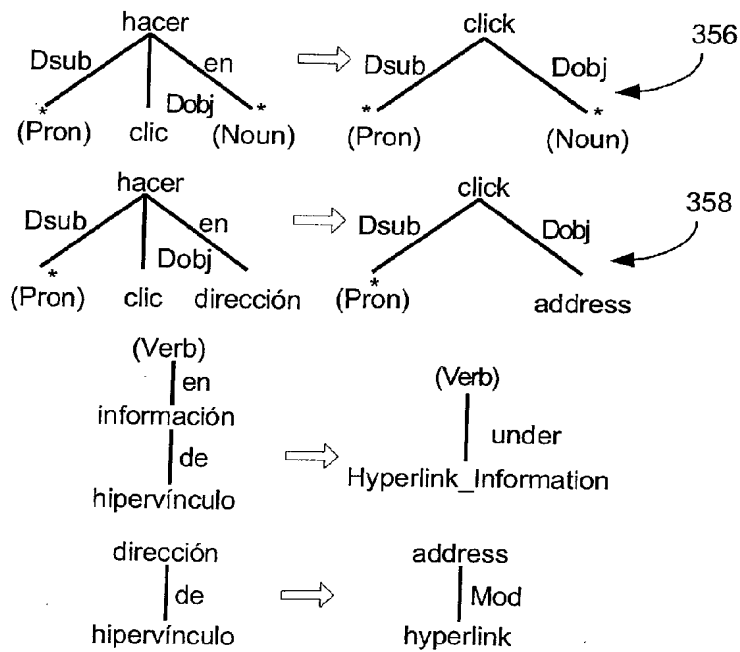 hacer click 356
Dsub en Dsub Dobj
* Dobj * * *
(Pron) clic (Noun) (Pron) (Noun)
hacer click 358
Dsub en Dsub Dobj
* Dobj
(Pron) clic dirección (Pron) * address
(Verb) (Verb)
en
información under
de Hyperlink_Information
hipervínculo
dirección address
de Mod
hipervínculo hyperlink